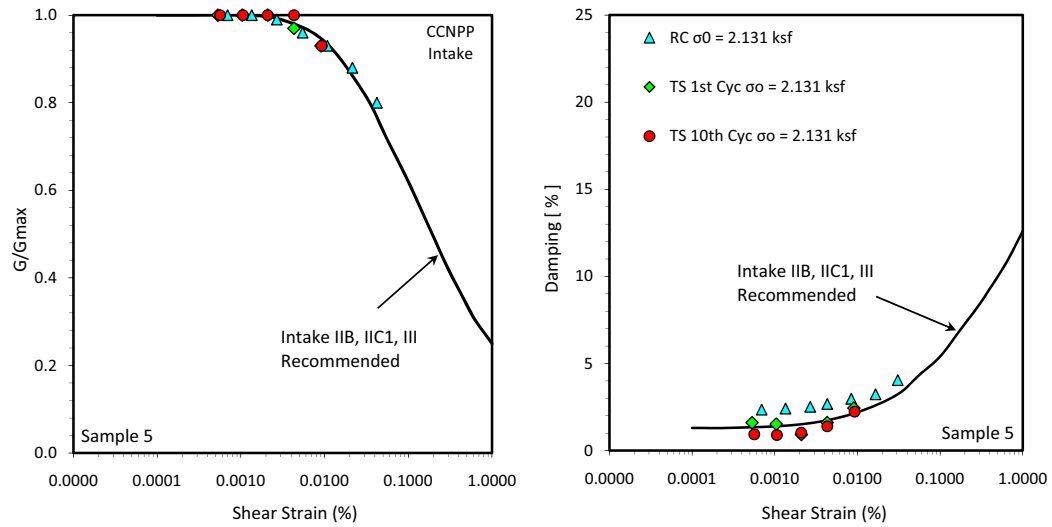 1.0
0.8
0.6
0.4
0.2
0.0
G/Gmax
CCNPP
Intake
Intake IIB, IIC1, III
Recommended
Sample 5
0.0000 0.0001 0.0010 0.0100 0.1000 1.0000
Shear Strain (%)
25
20
15
10
5
0
Damping [ % ]
RC σ0 = 2.131 ksf
TS 1st Cyc σo = 2.131 ksf
TS 10th Cyc σo = 2.131 ksf
Intake IIB, IIC1, III
Recommended
Sample 5
0.0000 0.0001 0.0010 0.0100 0.1000 1.0000
Shear Strain (%)